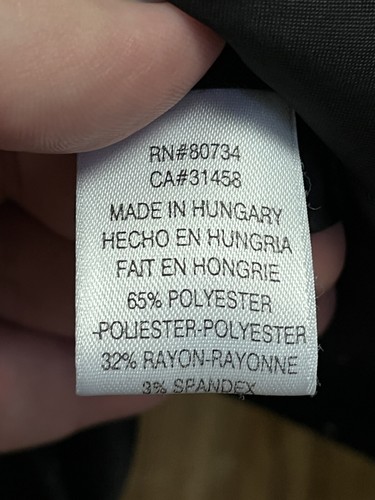 RN#80734
CA#31458
MADE IN HUNGARY
HECHO EN HUNGRIA
FAIT EN HONGRIE
65% POLYESTER
-POLIESTER-POLYESTER
32% RAYON-RAYONNE
3% SPANDEX